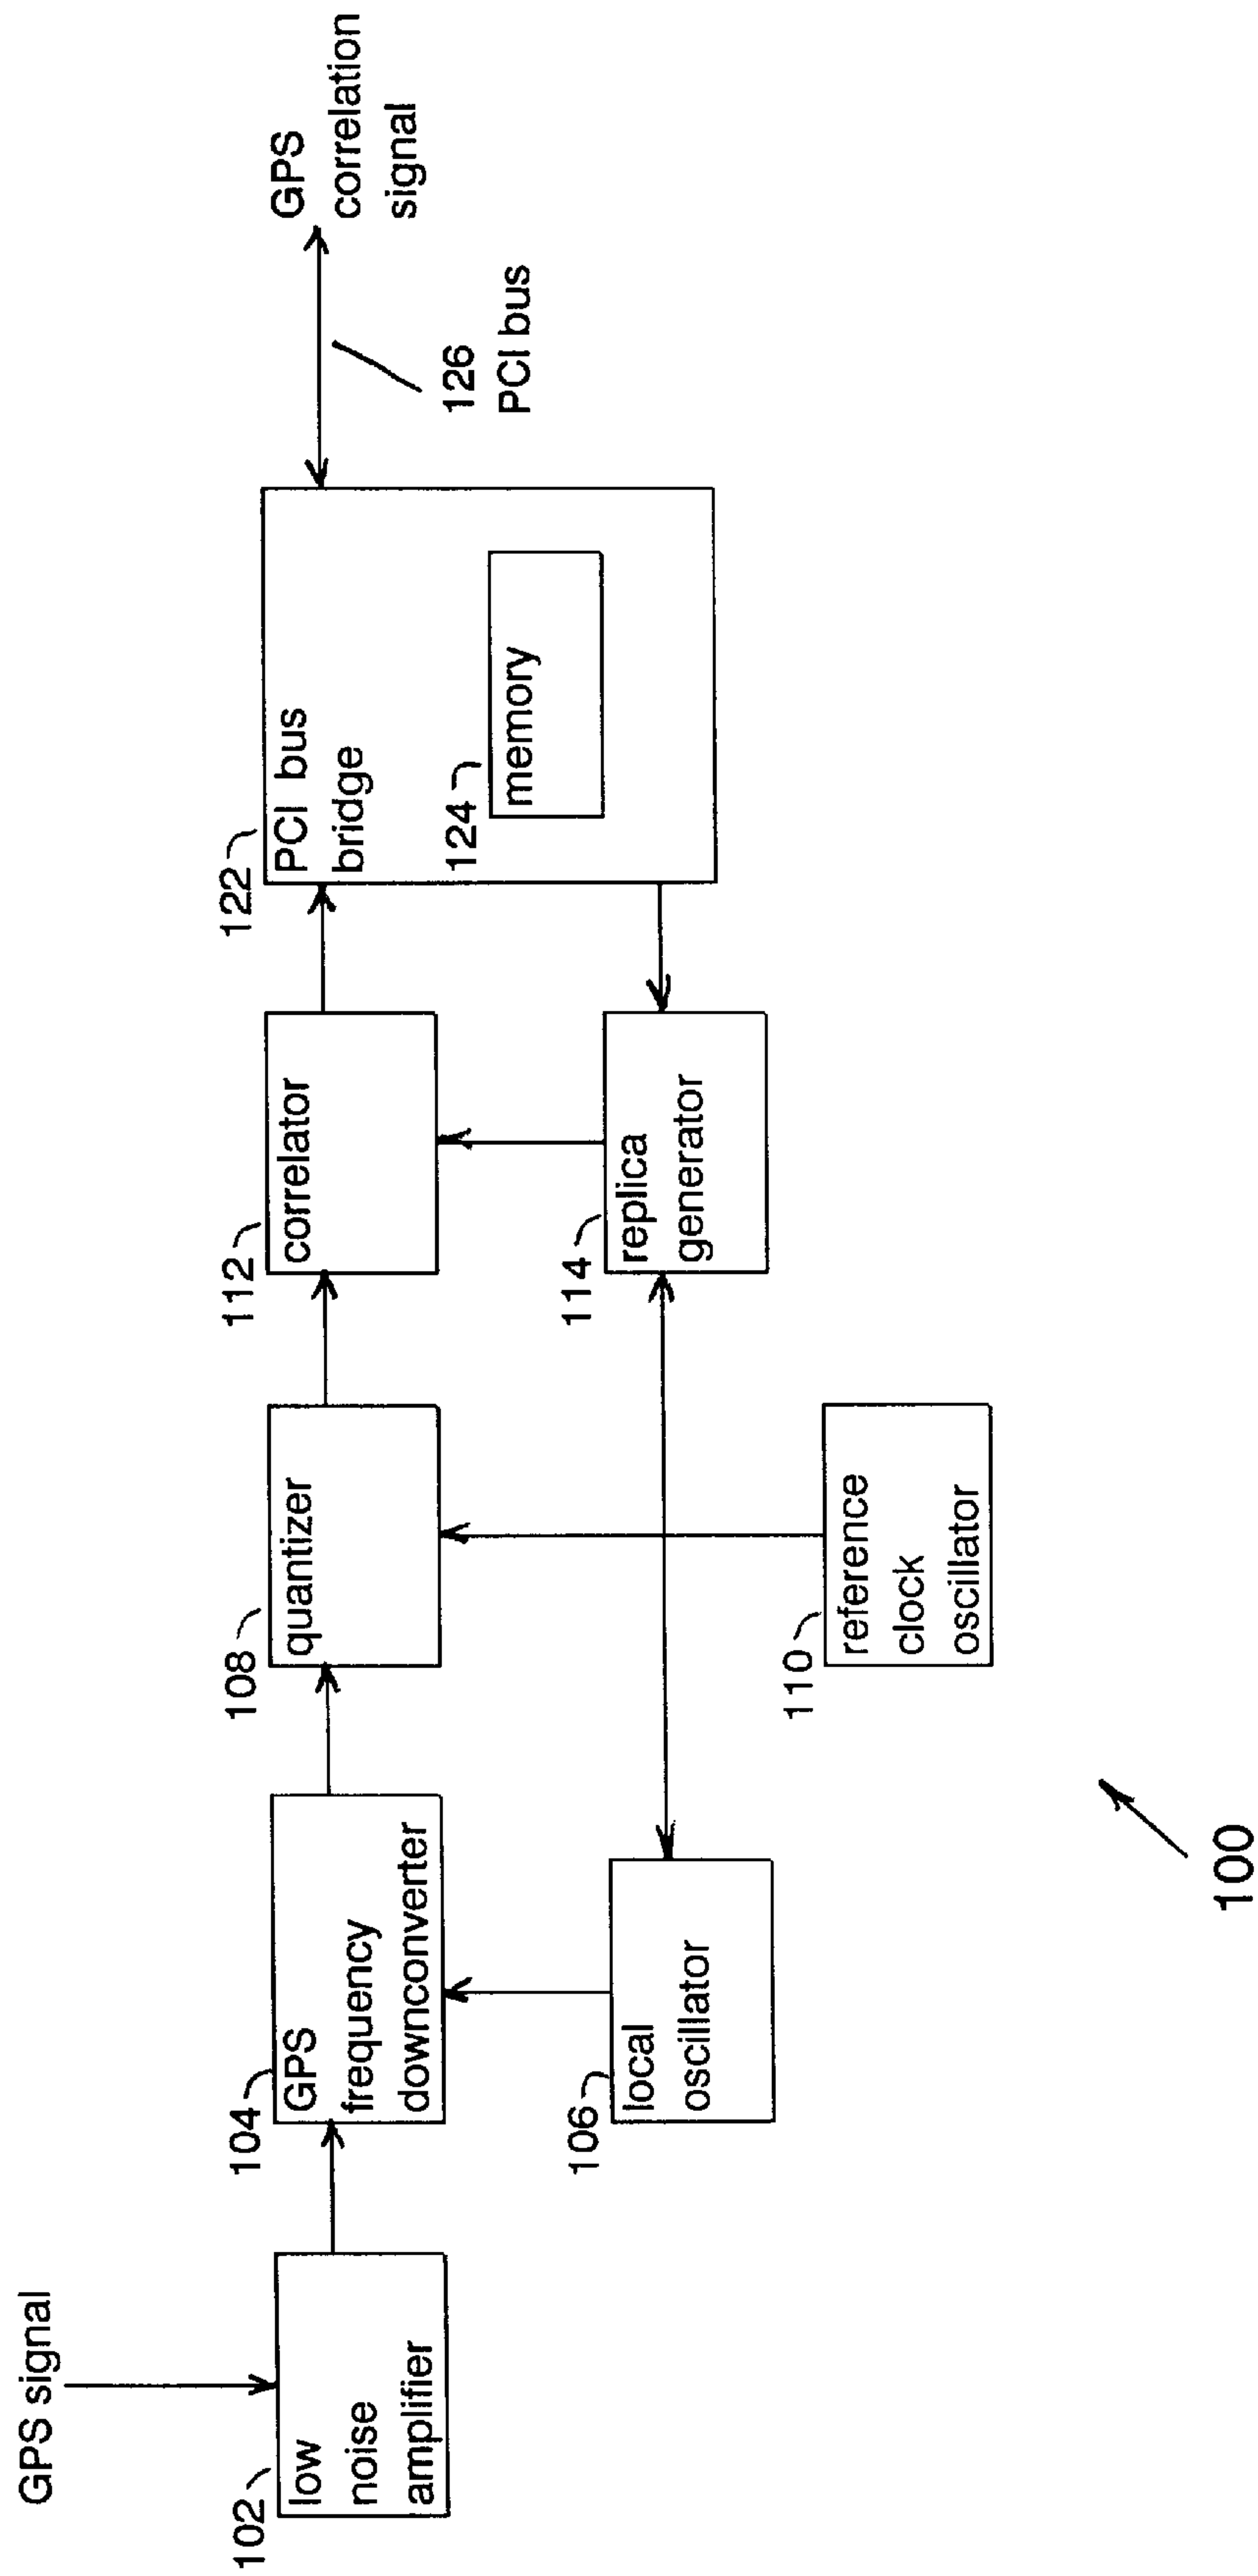 GPS signal
102
low
noise
amplifier
104
GPS
frequency
downconverter
106
local
oscillator
108
quantizer
110
reference
clock
oscillator
112
correlator
114
replica
generator
122
PCI bus
bridge
124
memory
126
PCI bus
GPS
correlation
signal
100